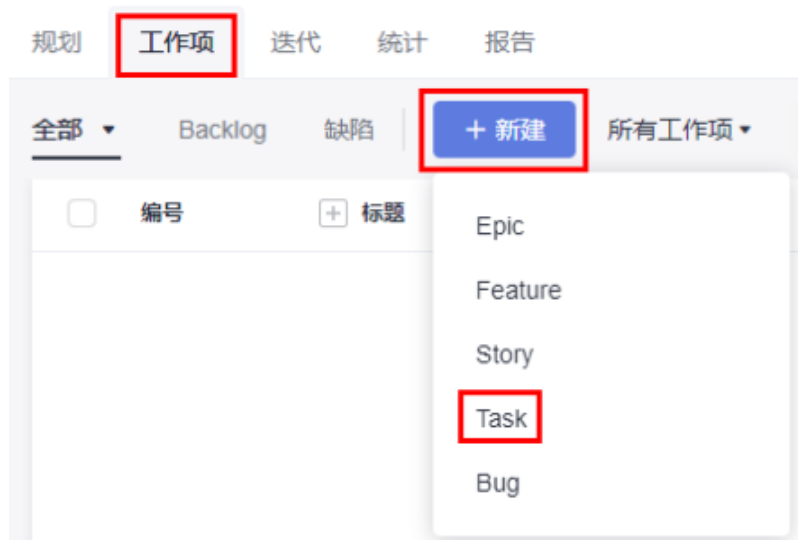 规划 工作项 迭代 统计 报告
全部 Backlog 缺陷 + 新建 所有工作项
编号 标题
Epic
Feature
Story
Task
Bug